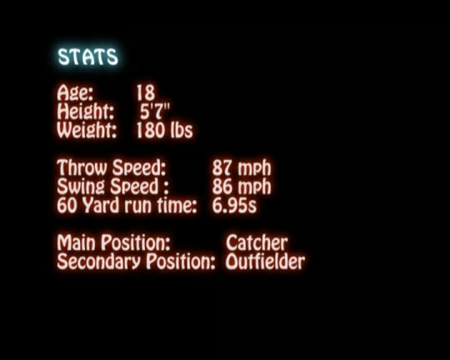 STATS
Age: 18
Height: 5'7"
Weight: 180 lbs
Throw Speed: 87 mph
Swing Speed : 86 mph
60 Yard run time: 6.95s
Main Position: Catcher
Secondary Position: Outfielder